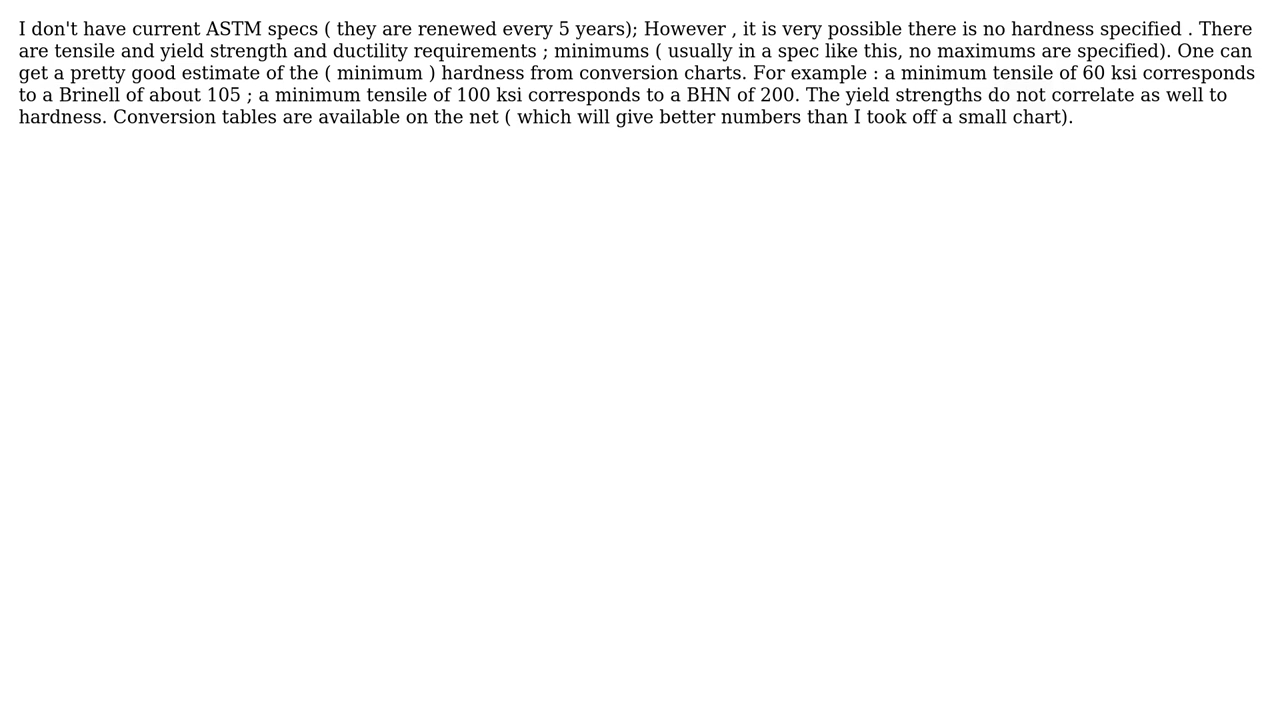 I don't have current ASTM specs ( they are renewed every 5 years); However , it is very possible there is no hardness specified . There
are tensile and yield strength and ductility requirements ; minimums ( usually in a spec like this, no maximums are specified). One can
get a pretty good estimate of the ( minimum ) hardness from conversion charts. For example : a minimum tensile of 60 ksi corresponds
to a Brinell of about 105 ; a minimum tensile of 100 ksi corresponds to a BHN of 200. The yield strengths do not correlate as well to
hardness. Conversion tables are available on the net ( which will give better numbers than I took off a small chart).